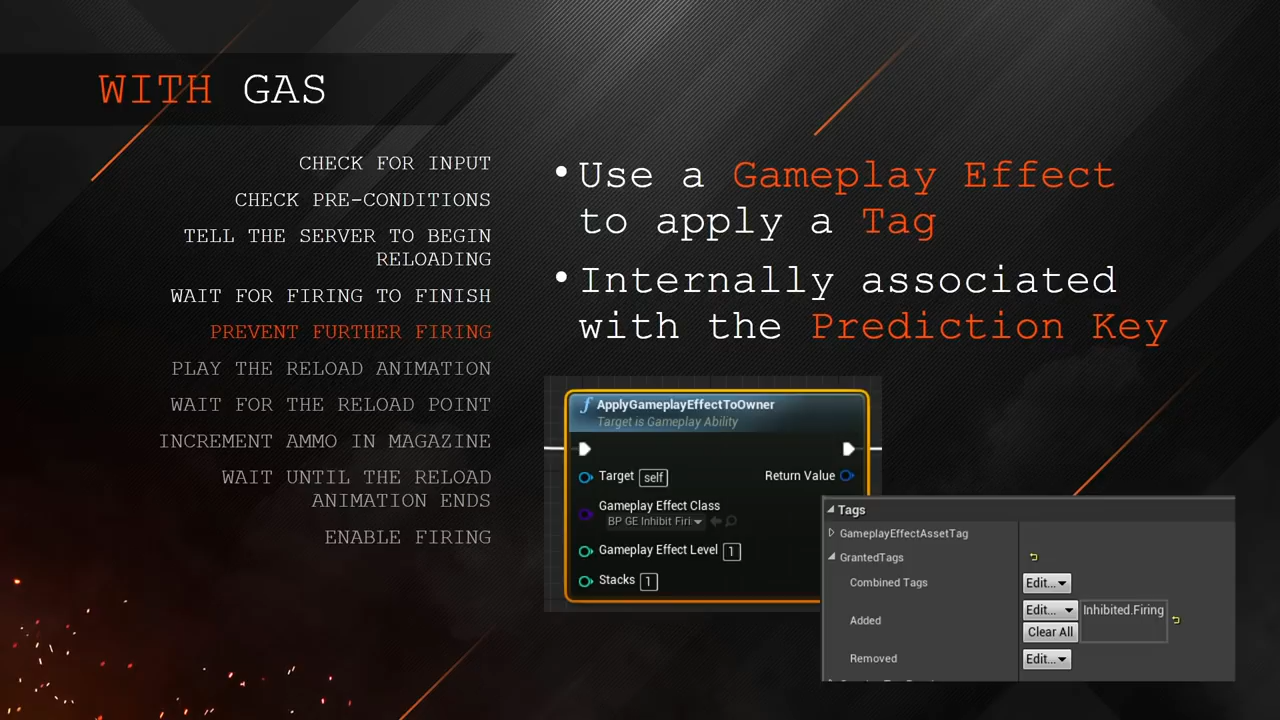 WITH GAS
CHECK FOR INPUT
CHECK PRE-CONDITIONS
TELL THE SERVER TO BEGIN
RELOADING
WAIT FOR FIRING TO FINISH
PREVENT FURTHER FIRING
PLAY THE RELOAD ANIMATION
WAIT FOR THE RELOAD POINT
INCREMENT AMMO IN MAGAZINE
WAIT UNTIL THE RELOAD
ANIMATION ENDS
ENABLE FIRING
• Use a Gameplay Effect
to apply a Tag
• Internally associated
with the Prediction Key
f ApplyGameplayEffectToOwner
Target is Gameplay Ability
Target self Return Value
Gameplay Effect Class
BP GE Inhibit Firi
Gameplay Effect Level 1
Stacks 1
Tags
GameplayEffectAssetTag
GrantedTags
Combined Tags Edit...
Added Edit... Inhibited.Firing
Clear All
Removed Edit...